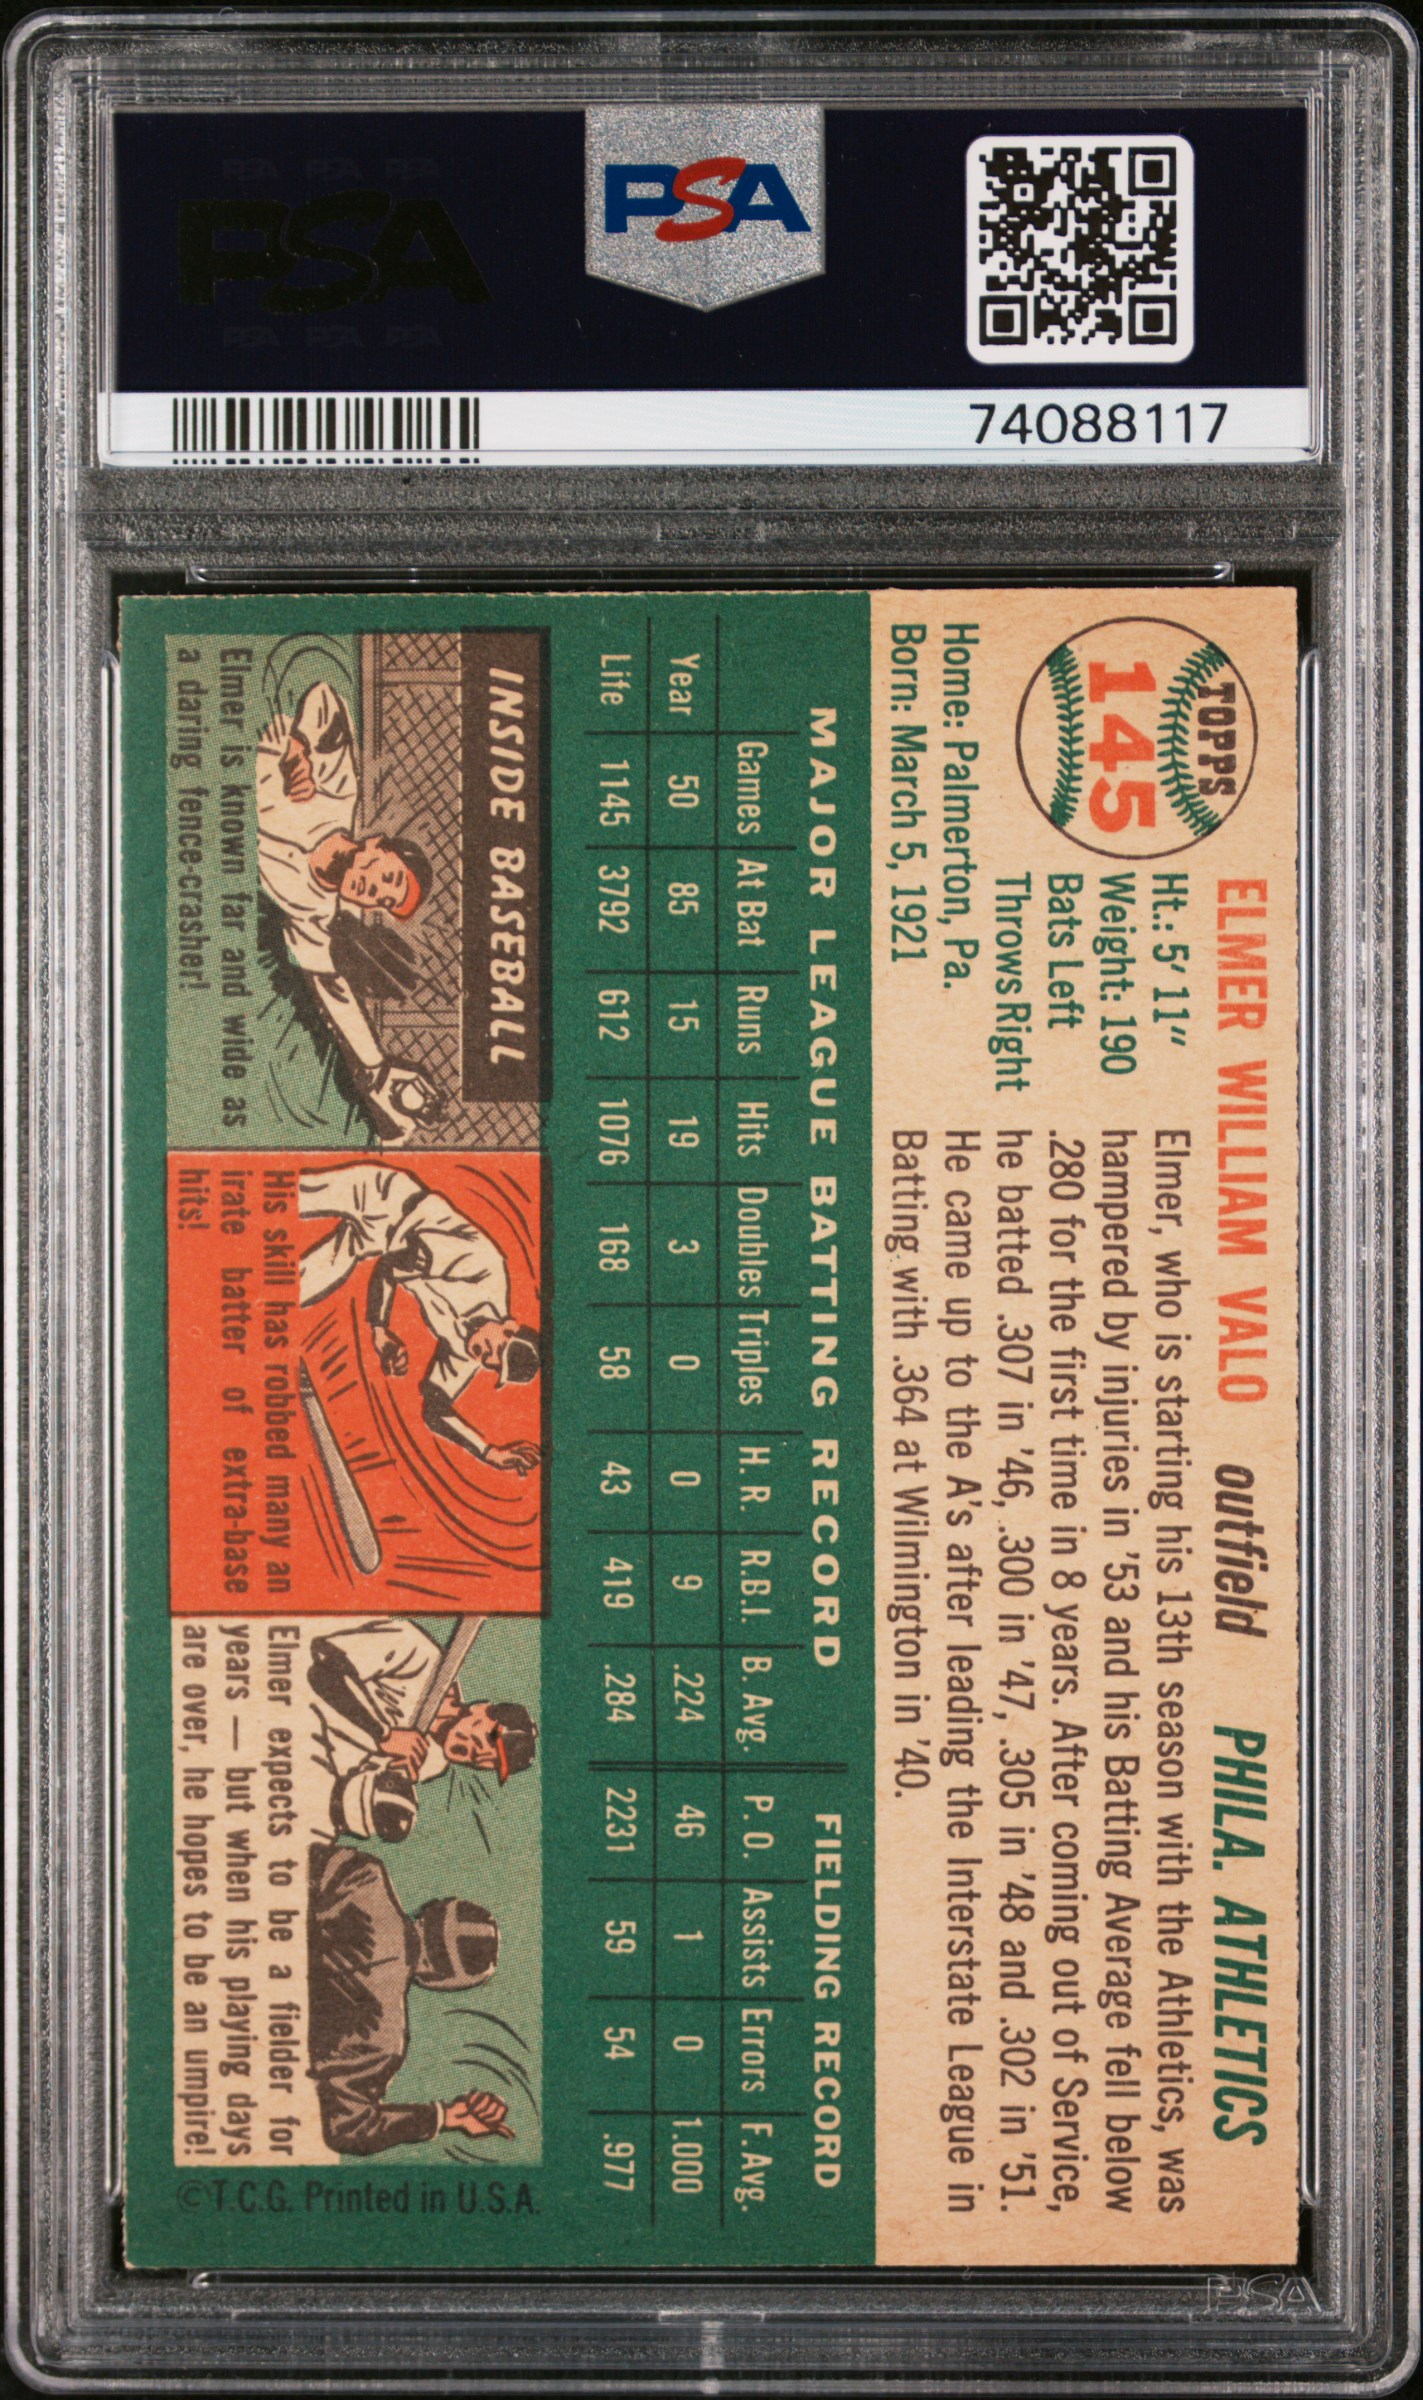 PSA PSA PSA
PSA
PSA PSA PSA
PSA
74088117
TOPPS
145
ELMER WILLIAM VALO outfield PHILA. ATHLETICS
Ht.: 5' 11"
Weight: 190
Bats Left
Throws Right
Home: Palmerton, Pa.
Born: March 5, 1921
Elmer, who is starting his 13th season with the Athletics, was
hampered by injuries in '53 and his Batting Average fell below
.280 for the first time in 8 years. After coming out of Service,
he batted .307 in '46, .300 in '47, .305 in '48 and .302 in '51.
He came up to the A's after leading the Interstate League in
Batting with .364 at Wilmington in '40.
MAJOR LEAGUE BATTING RECORD FIELDING RECORD
Games At Bat Runs Hits Doubles Triples H. R. R.B.I. B. Avg. P. O. Assists Errors F. Avg.
Year 50 85 15 19 3 0 0 9 .224 46 1 0 1.000
Life 1145 3792 612 1076 168 58 43 419 .284 2231 59 54 .977
INSIDE BASEBALL
Elmer is known far and wide as
a daring fence-crasher!
His skill has robbed many an
irate batter of extra-base
hits!
Elmer expects to be a fielder for
years — but when his playing days
are over, he hopes to be an umpire!
©T.C.G. Printed in U.S.A.
PSA